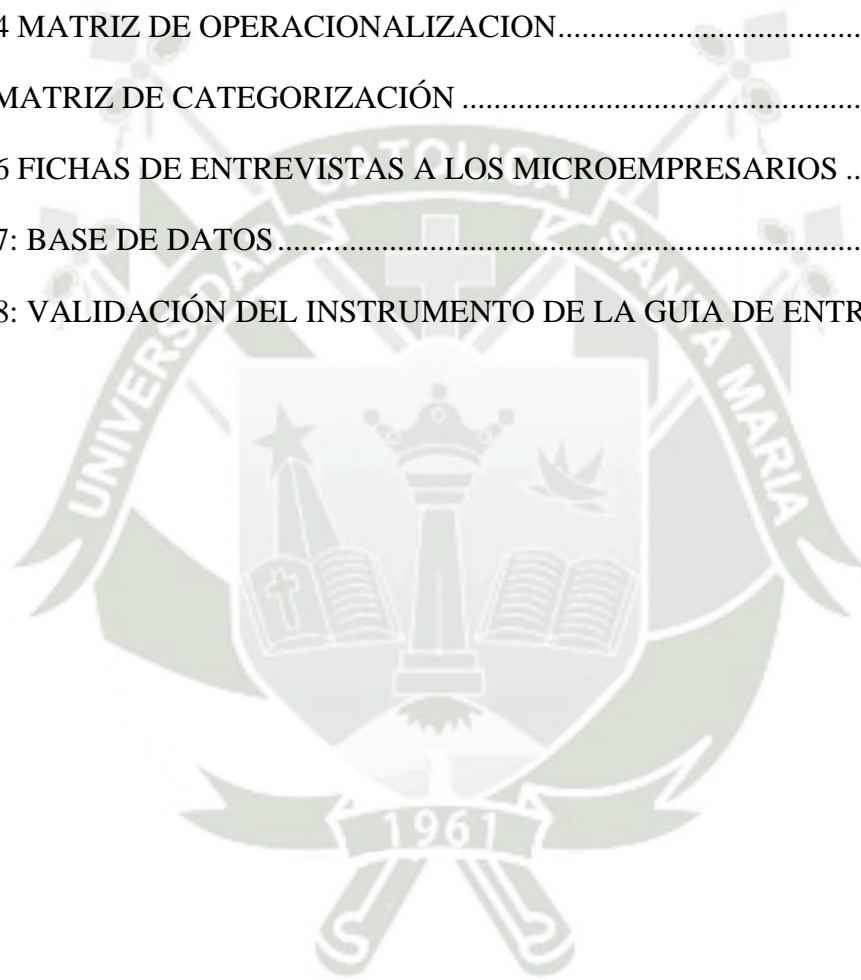 4 MATRIZ DE OPERACIONALIZACION....................................
MATRIZ DE CATEGORIZACIÓN ..................................................
6 FICHAS DE ENTREVISTAS A LOS MICROEMPRESARIOS ..
7: BASE DE DATOS..........................................................................
8: VALIDACIÓN DEL INSTRUMENTO DE LA GUIA DE ENTR
UNIVERSIDAD CATOLICA SANTA MARIA
1961